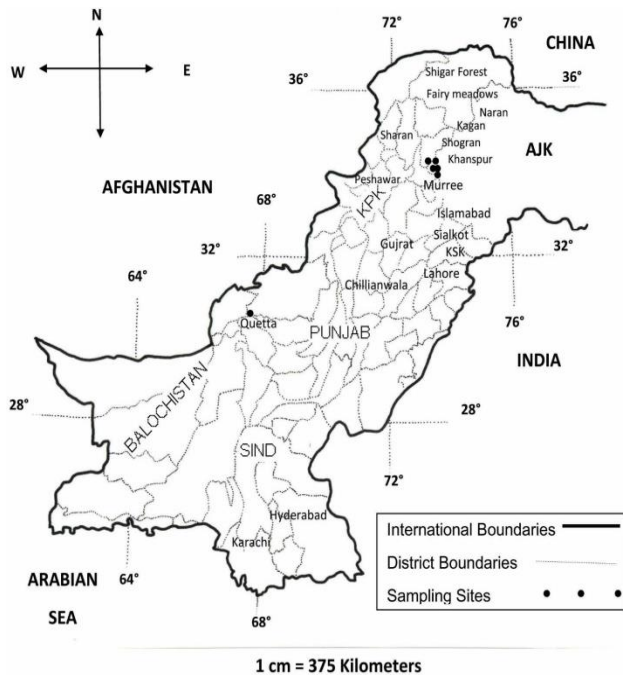 N
W E
S
72° 76°
CHINA
36° 36°
Shigar Forest
Fairy meadows
Naran
Kagan
Sharan
Shogran
AJK
Khanspur
AFGHANISTAN
Peshawar
Murree
KPK
68°
Islamabad
Sialkot
32° 32°
Gujrat
KSK
64°
Lahore
Chillianwala
76°
Quetta
PUNJAB
INDIA
BALOCHISTAN
28° 28°
SIND
72°
Hyderabad
Karachi
International Boundaries
District Boundaries
Sampling Sites
ARABIAN
SEA
64°
68°
1 cm = 375 Kilometers